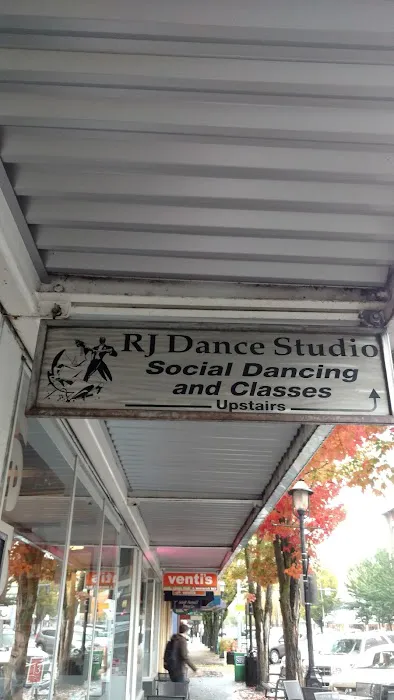 RJ Dance Studio
Social Dancing
and Classes
Upstairs
venti's